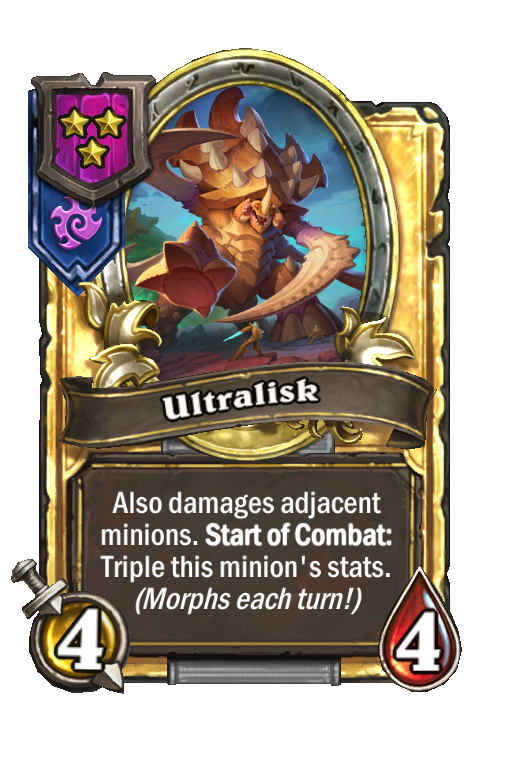 Ultralisk
Also damages adjacent
minions. Start of Combat:
Triple this minion's stats.
(Morphs each turn!)
4
4